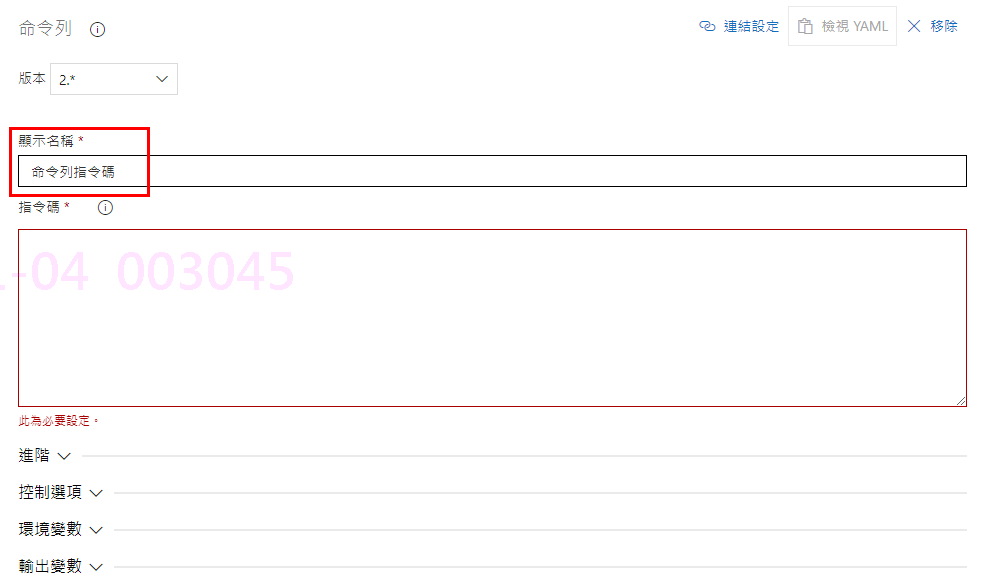 命令列
連結設定 檢視 YAML 移除
版本 2.*
顯示名稱 *
命令列指令碼
指令碼 *
-04 003045
此為必要設定。
進階
控制選項
環境變數
輸出變數